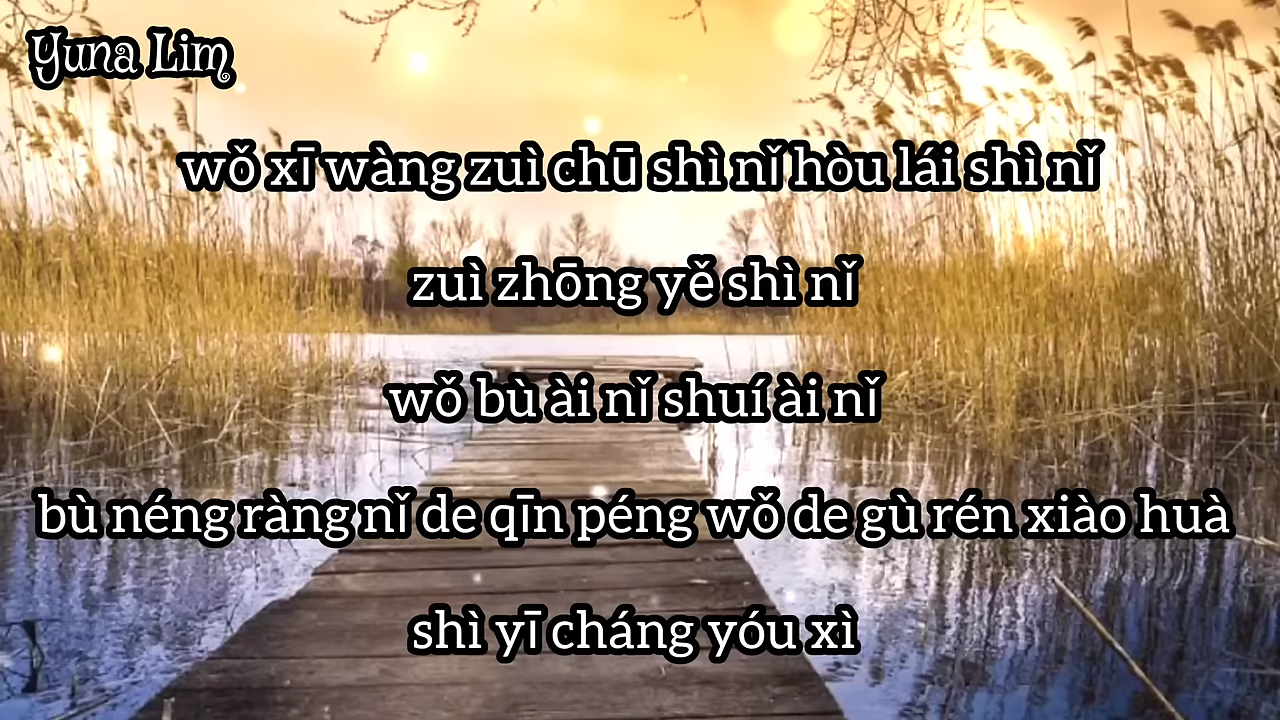 Yuna Lim
wǒ xī wàng zuì chū shì nǐ hòu lái shì nǐ
zuì zhōng yě shì nǐ
wǒ bù ài nǐ shuí ài nǐ
bù néng ràng nǐ de qīn péng wǒ de gù rén xiào huà
shì yī cháng yóu xì